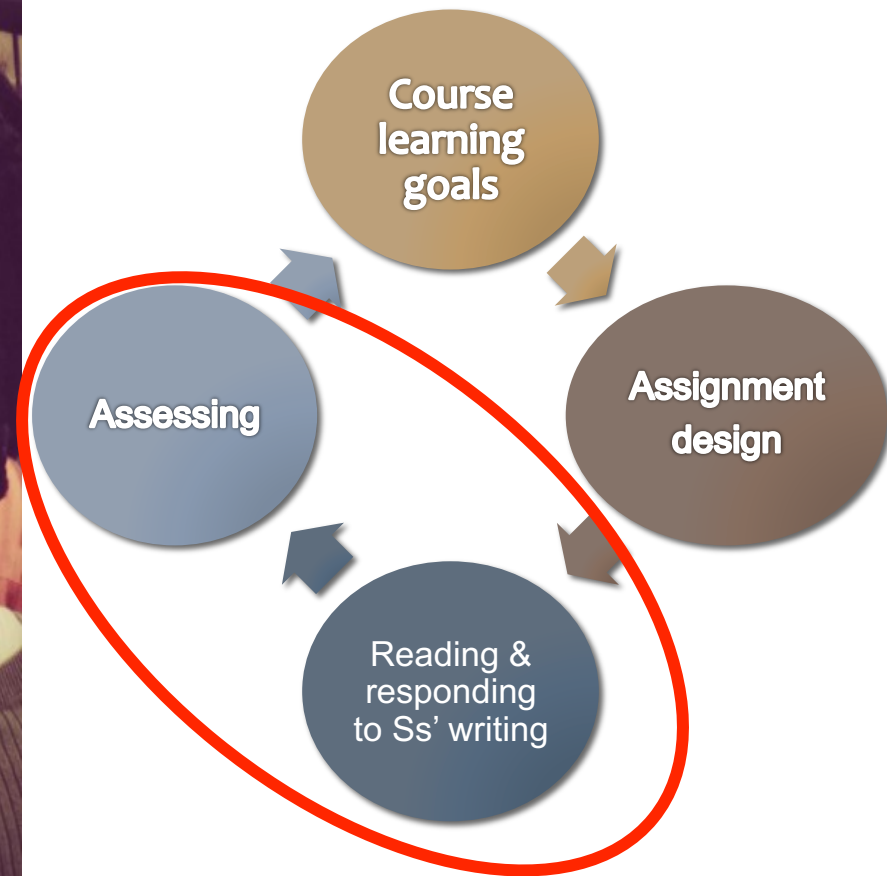 Course
learning
goals
Assignment
design
Reading &
responding
to Ss’ writing
Assessing